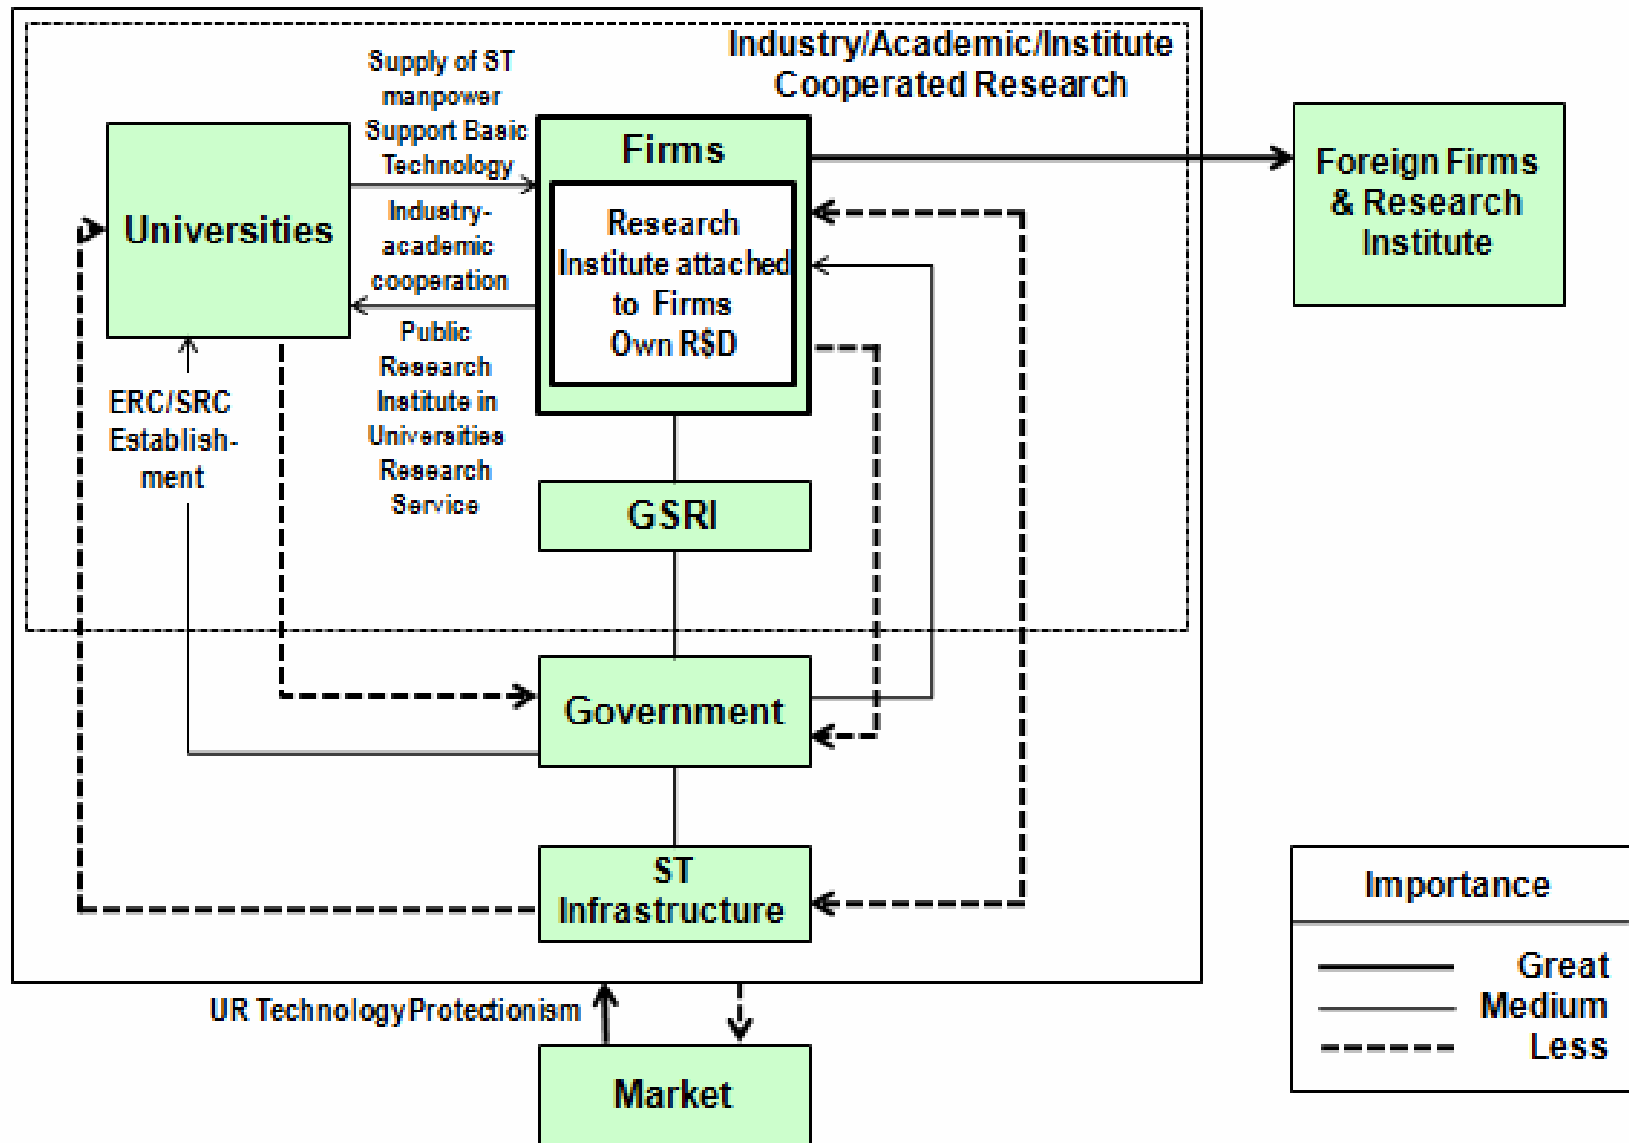 Industry/Academic/Institute
Cooperated Research
Supply of ST
manpower
Support Basic
Technology
Industry-
academic
cooperation
Public
Research
Institute in
Universities
Research
Service
Universities
Firms
Research
Institute attached
to Firms
Own R$D
Foreign Firms
& Research
Institute
ERC/SRC
Establish-
ment
GSRI
Government
ST
Infrastructure
UR Technology Protectionism
Market
Importance
Great
Medium
Less